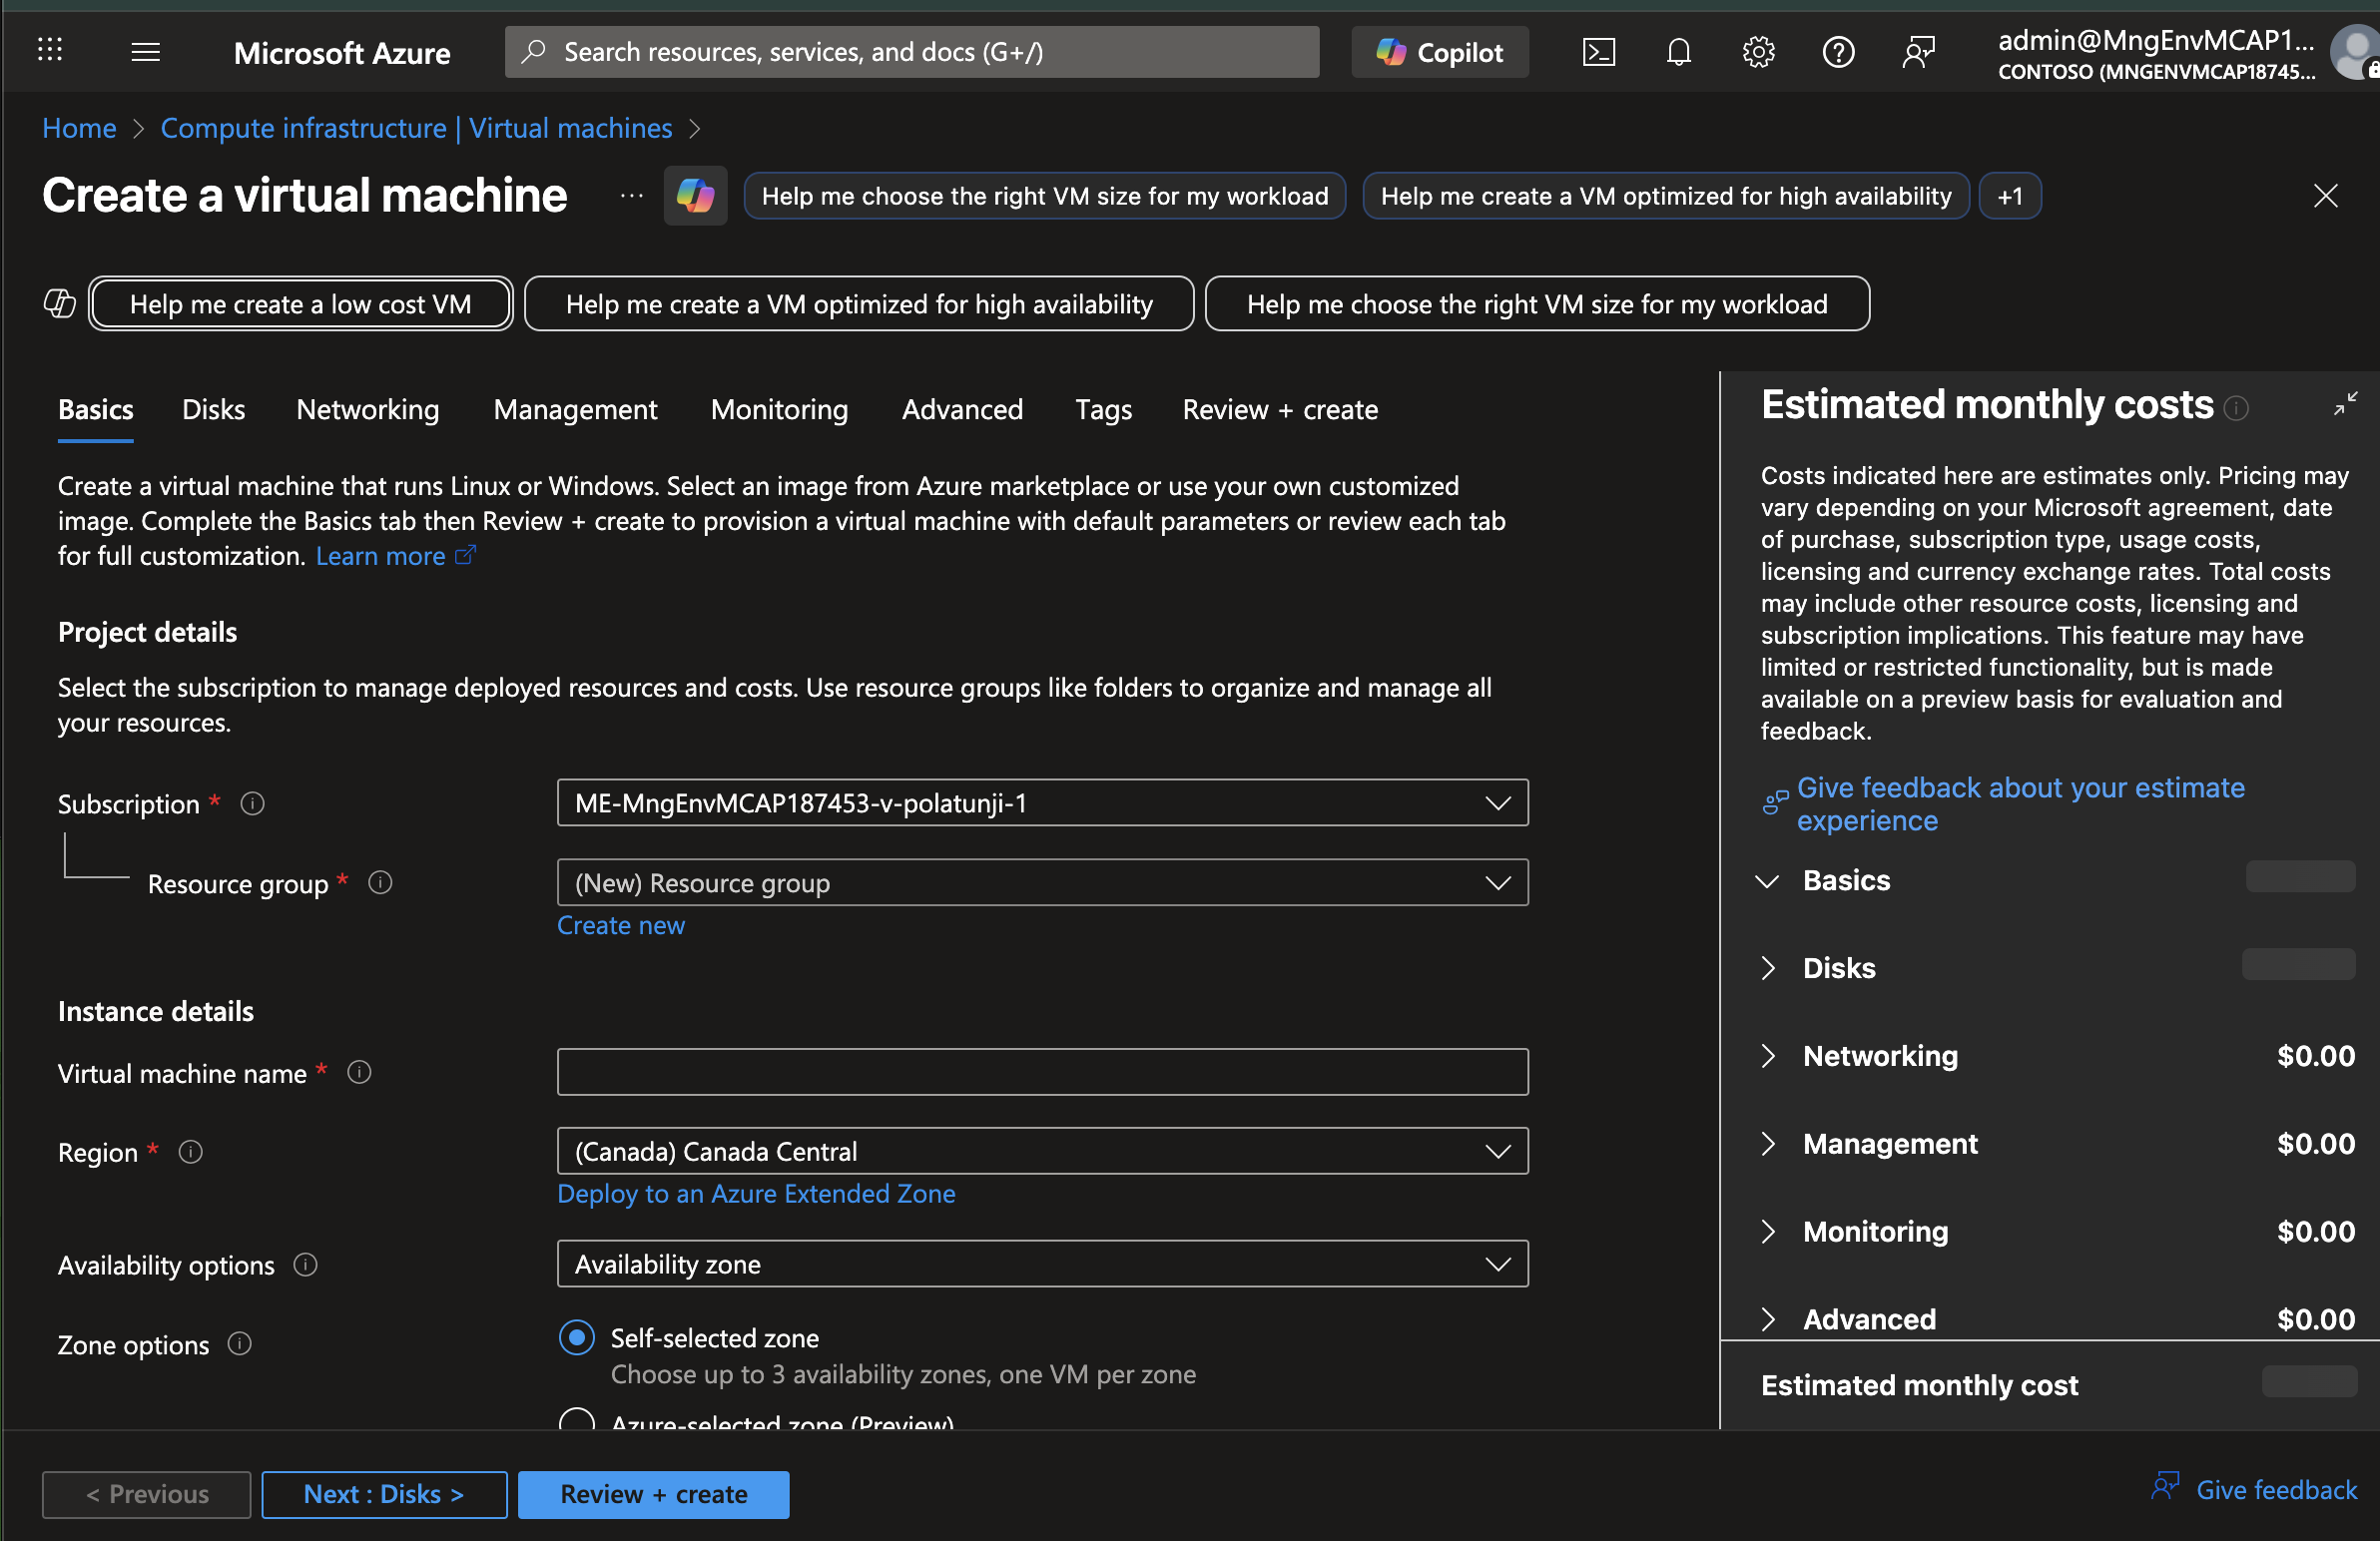 Microsoft Azure
Search resources, services, and docs (G+/)
Copilot
admin@MngEnvMCAP1...
CONTOSO (MNGENVMCAP18745...
Home > Compute infrastructure | Virtual machines >
Create a virtual machine
...
Help me choose the right VM size for my workload
Help me create a VM optimized for high availability
+1
Help me create a low cost VM
Help me create a VM optimized for high availability
Help me choose the right VM size for my workload
Basics
Disks
Networking
Management
Monitoring
Advanced
Tags
Review + create
Create a virtual machine that runs Linux or Windows. Select an image from Azure marketplace or use your own customized
image. Complete the Basics tab then Review + create to provision a virtual machine with default parameters or review each tab
for full customization. Learn more
Project details
Select the subscription to manage deployed resources and costs. Use resource groups like folders to organize and manage all
your resources.
Subscription *
ME-MngEnvMCAP187453-v-polatunji-1
Resource group *
(New) Resource group
Create new
Instance details
Virtual machine name *
Region *
(Canada) Canada Central
Deploy to an Azure Extended Zone
Availability options
Availability zone
Zone options
Self-selected zone
Choose up to 3 availability zones, one VM per zone
Azure-selected zone (Preview)
< Previous
Next : Disks >
Review + create
Estimated monthly costs
Costs indicated here are estimates only. Pricing may
vary depending on your Microsoft agreement, date
of purchase, subscription type, usage costs,
licensing and currency exchange rates. Total costs
may include other resource costs, licensing and
subscription implications. This feature may have
limited or restricted functionality, but is made
available on a preview basis for evaluation and
feedback.
Give feedback about your estimate
experience
Basics
Disks
Networking $0.00
Management $0.00
Monitoring $0.00
Advanced $0.00
Estimated monthly cost
Give feedback